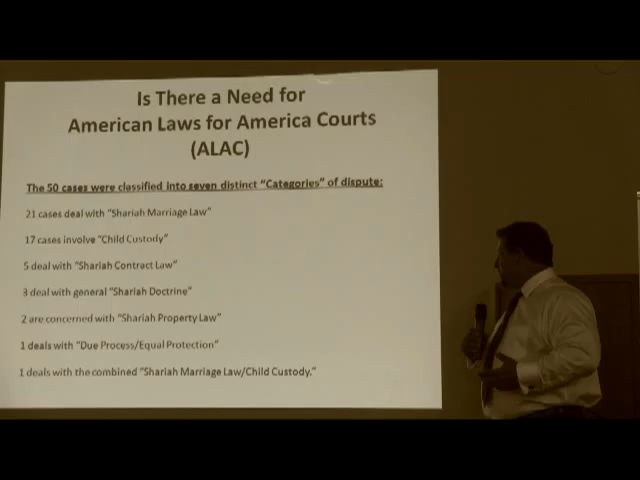 Is There a Need for
American Laws for America Courts
(ALAC)
The 50 cases were classified into seven distinct “Categories” of dispute:
21 cases deal with “Shariah Marriage Law”
17 cases involve “Child Custody”
5 deal with “Shariah Contract Law”
3 deal with general “Shariah Doctrine”
2 are concerned with “Shariah Property Law”
1 deals with “Due Process/Equal Protection”
1 deals with the combined “Shariah Marriage Law/Child Custody.”